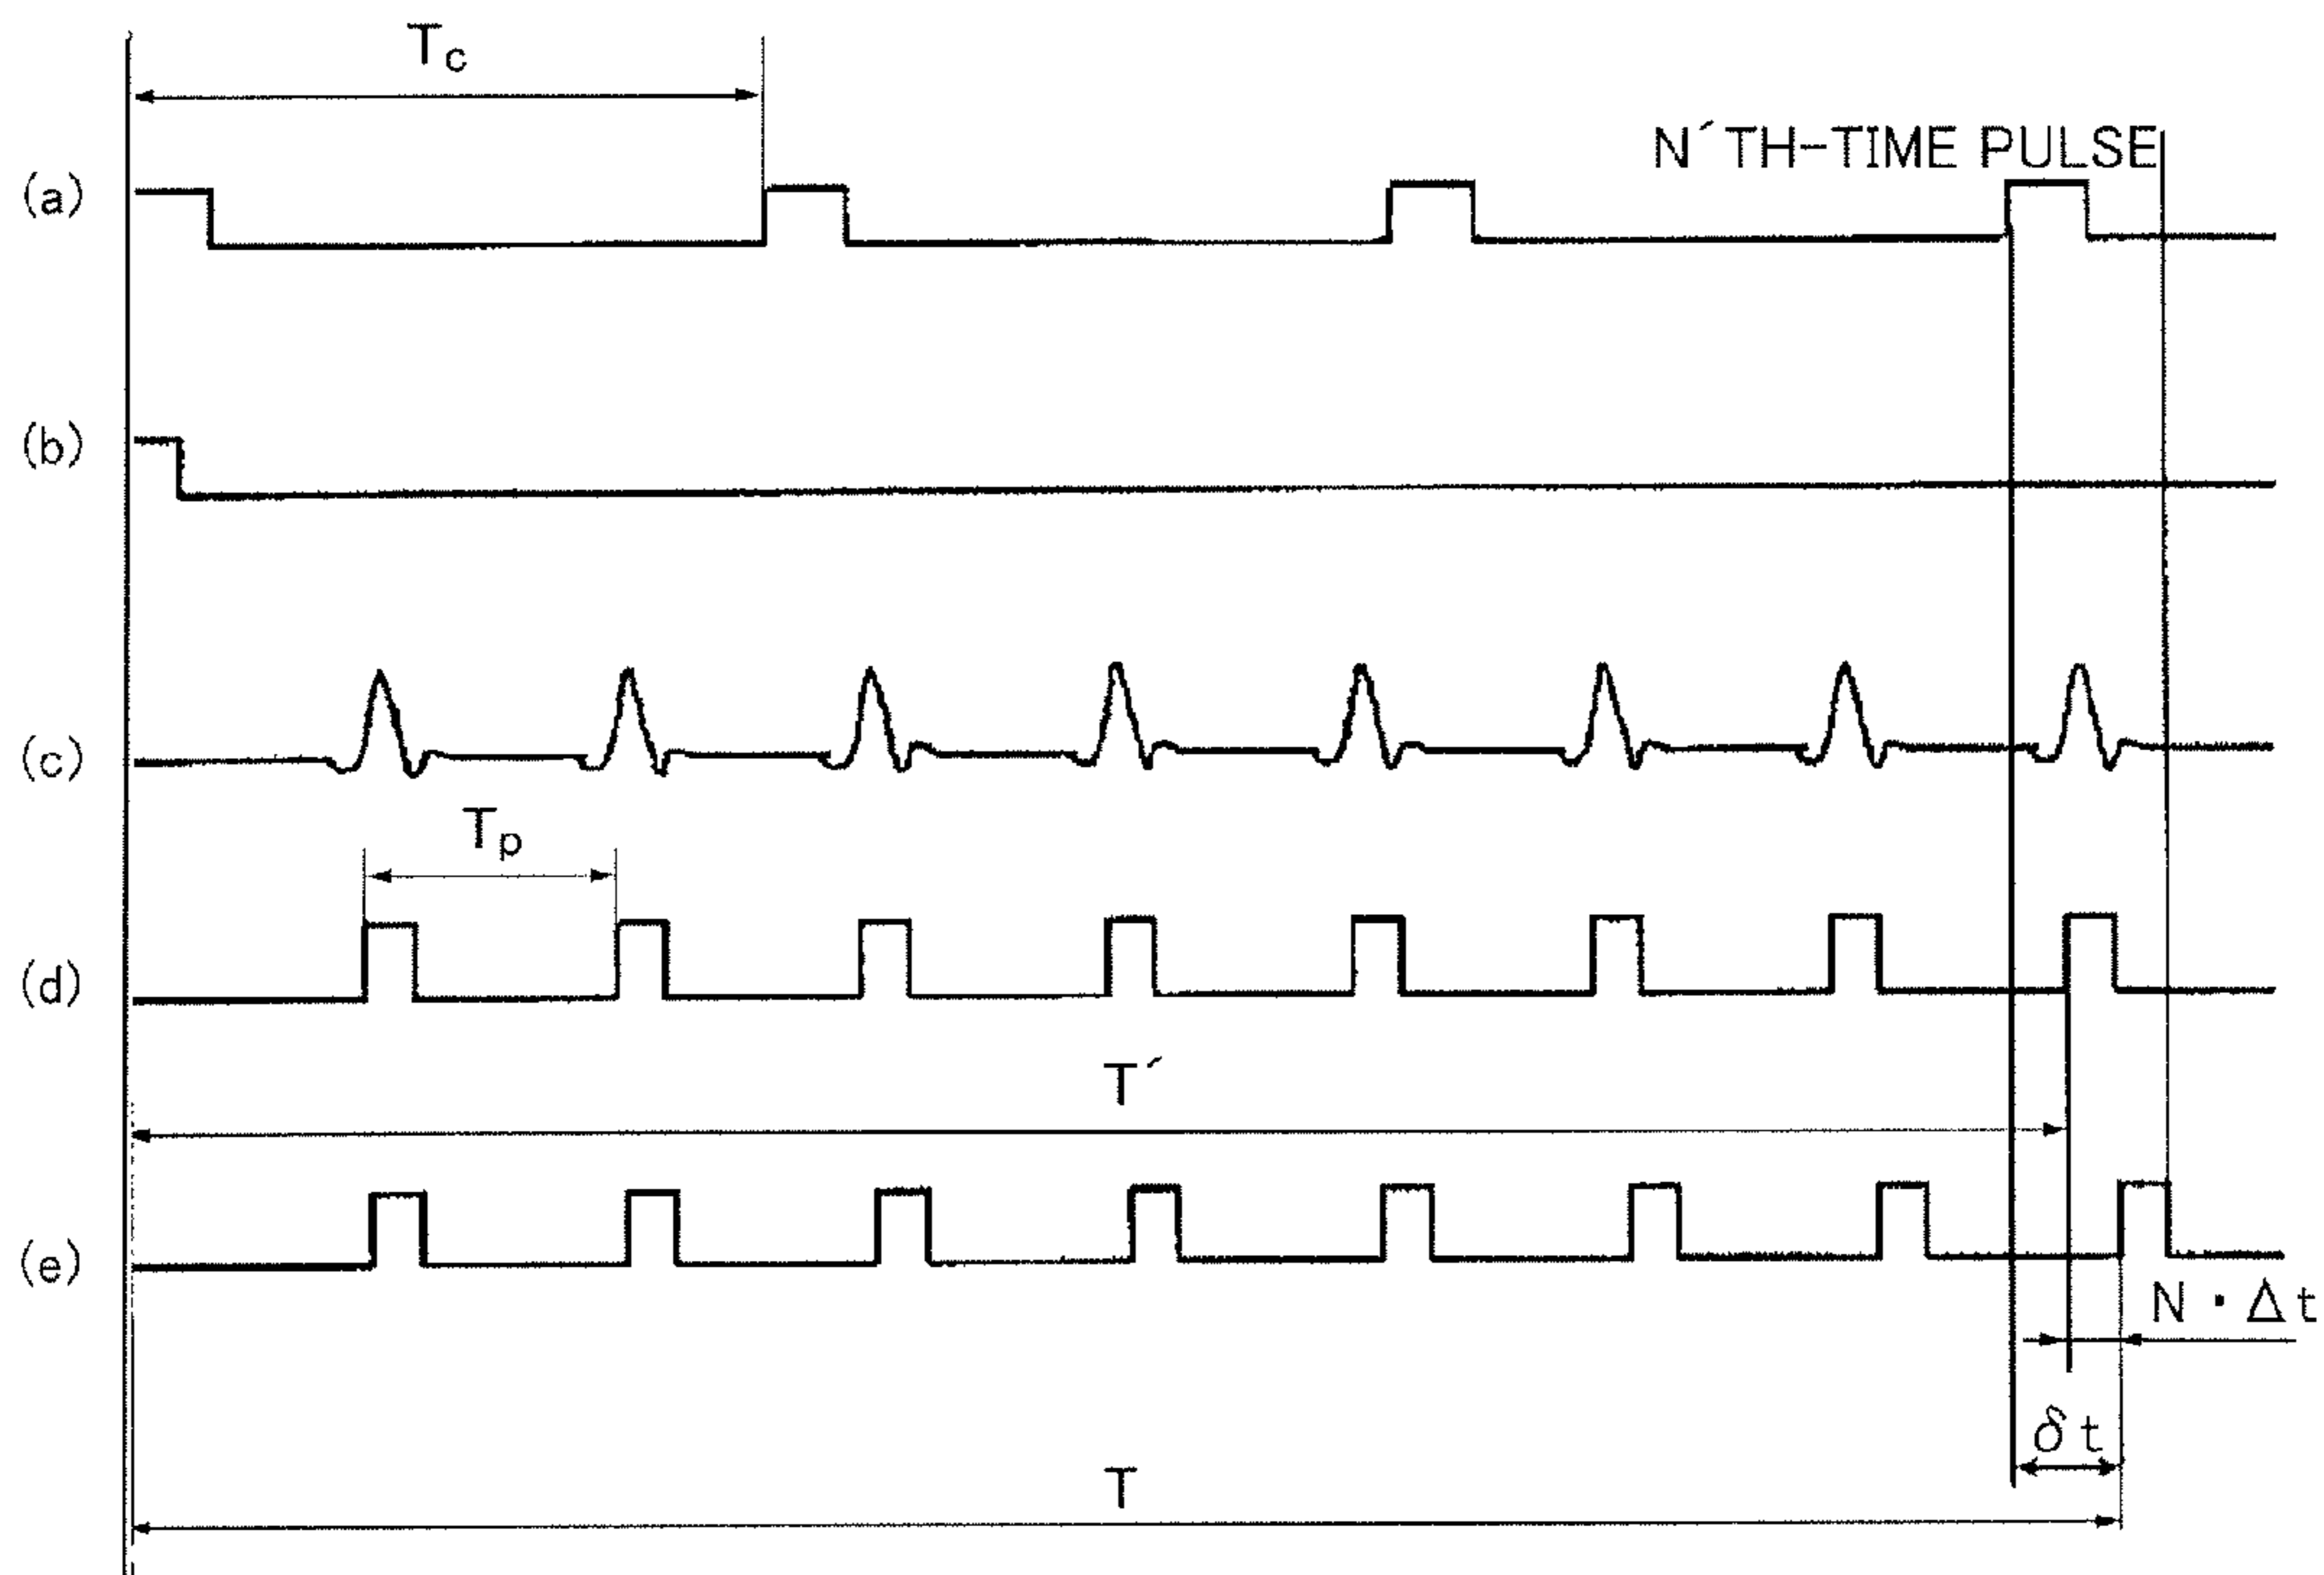 Tc
N´TH-TIME PULSE
(a)
(b)
(c)
Tp
(d)
T´
(e)
N・Δt
δt
T